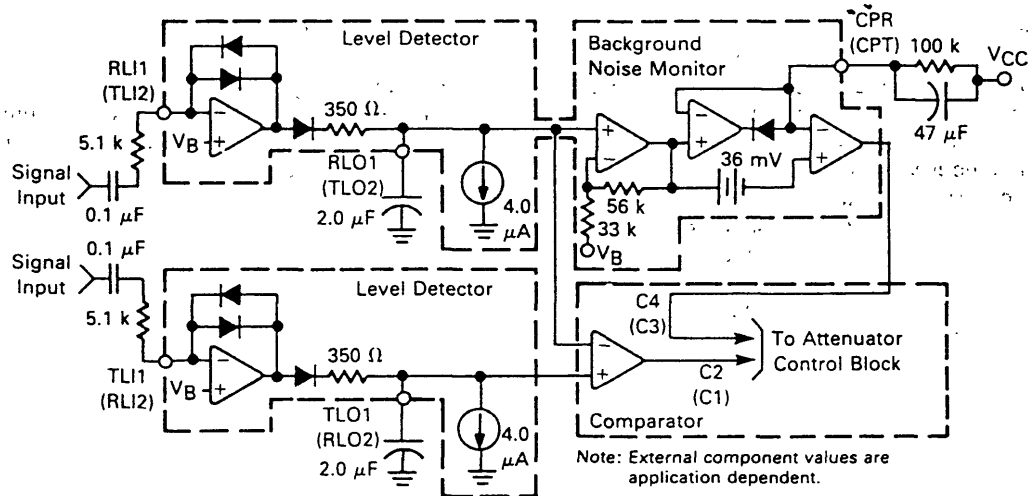 Level Detector
RLI1
(TLI2)
5.1 k
Signal
Input
0.1 µF
VB
350 Ω
RLO1
(TLO2)
2.0 µF
4.0
µA
Background
Noise Monitor
CPR
(CPT)
100 k
VCC
47 µF
36 mV
56 k
33 k
VB
0.1 µF
Signal
Input
5.1 k
TLI1
(RLI2)
Level Detector
VB
350 Ω
TLO1
(RLO2)
2.0 µF
4.0
µA
C4
(C3)
To Attenuator
Control Block
C2
(C1)
Comparator
Note: External component values are
application dependent.